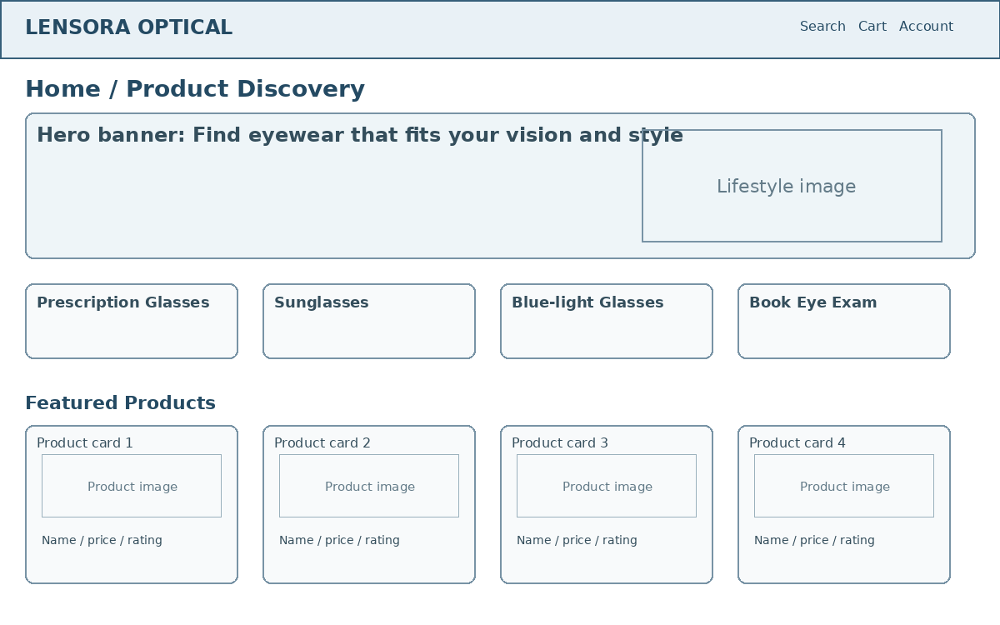 LENSORA OPTICAL
Search Cart Account
Home / Product Discovery
Hero banner: Find eyewear that fits your vision and style
Lifestyle image
Prescription Glasses
Sunglasses
Blue-light Glasses
Book Eye Exam
Featured Products
Product card 1
Product image
Name / price / rating
Product card 2
Product image
Name / price / rating
Product card 3
Product image
Name / price / rating
Product card 4
Product image
Name / price / rating